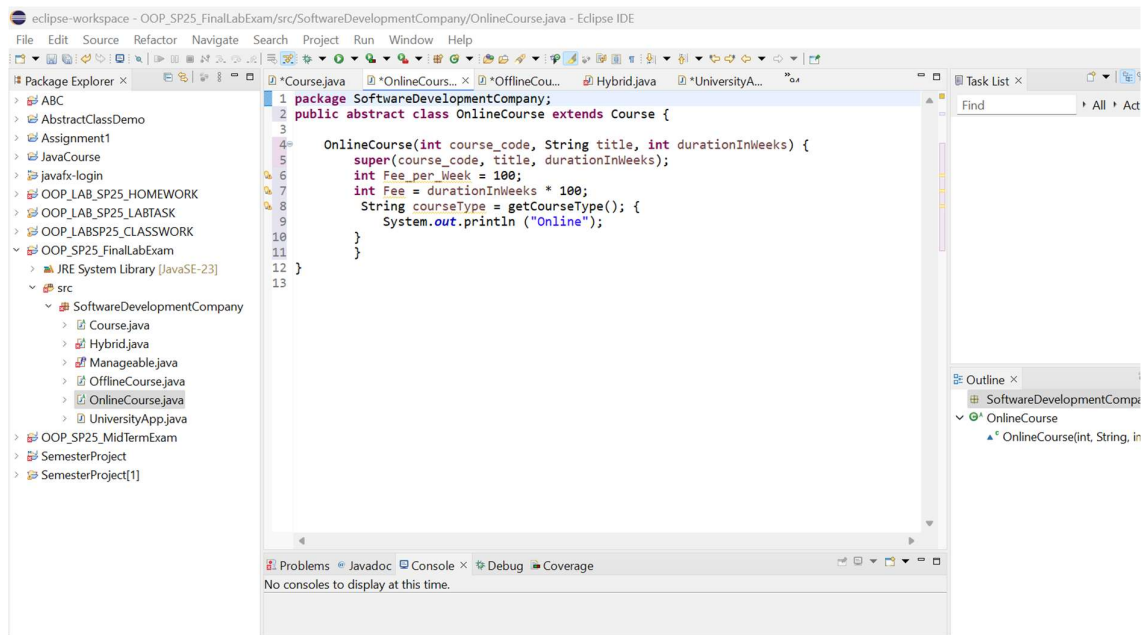 eclipse-workspace - OOP_SP25_FinalLabExam/src/SoftwareDevelopmentCompany/OnlineCourse.java - Eclipse IDE
File Edit Source Refactor Navigate Search Project Run Window Help
Package Explorer
*Course.java *OnlineCours... *OfflineCou... Hybrid.java *UniversityA...
Task List
Find All Act
ABC
AbstractClassDemo
Assignment1
JavaCourse
javafx-login
OOP_LAB_SP25_HOMEWORK
OOP_LAB_SP25_LABTASK
OOP_LABSP25_CLASSWORK
OOP_SP25_FinalLabExam
JRE System Library [JavaSE-23]
src
SoftwareDevelopmentCompany
Course.java
Hybrid.java
Manageable.java
OfflineCourse.java
OnlineCourse.java
UniversityApp.java
OOP_SP25_MidTermExam
SemesterProject
SemesterProject[1]
1 package SoftwareDevelopmentCompany;
2 public abstract class OnlineCourse extends Course {
3
4 OnlineCourse(int course_code, String title, int durationInWeeks) {
5 super(course_code, title, durationInWeeks);
6 int Fee_per_Week = 100;
7 int Fee = durationInWeeks * 100;
8 String courseType = getCourseType(); {
9 System.out.println ("Online");
10 }
11 }
12 }
13
Outline
SoftwareDevelopmentCompa
OnlineCourse
OnlineCourse(int, String, in
Problems Javadoc Console Debug Coverage
No consoles to display at this time.